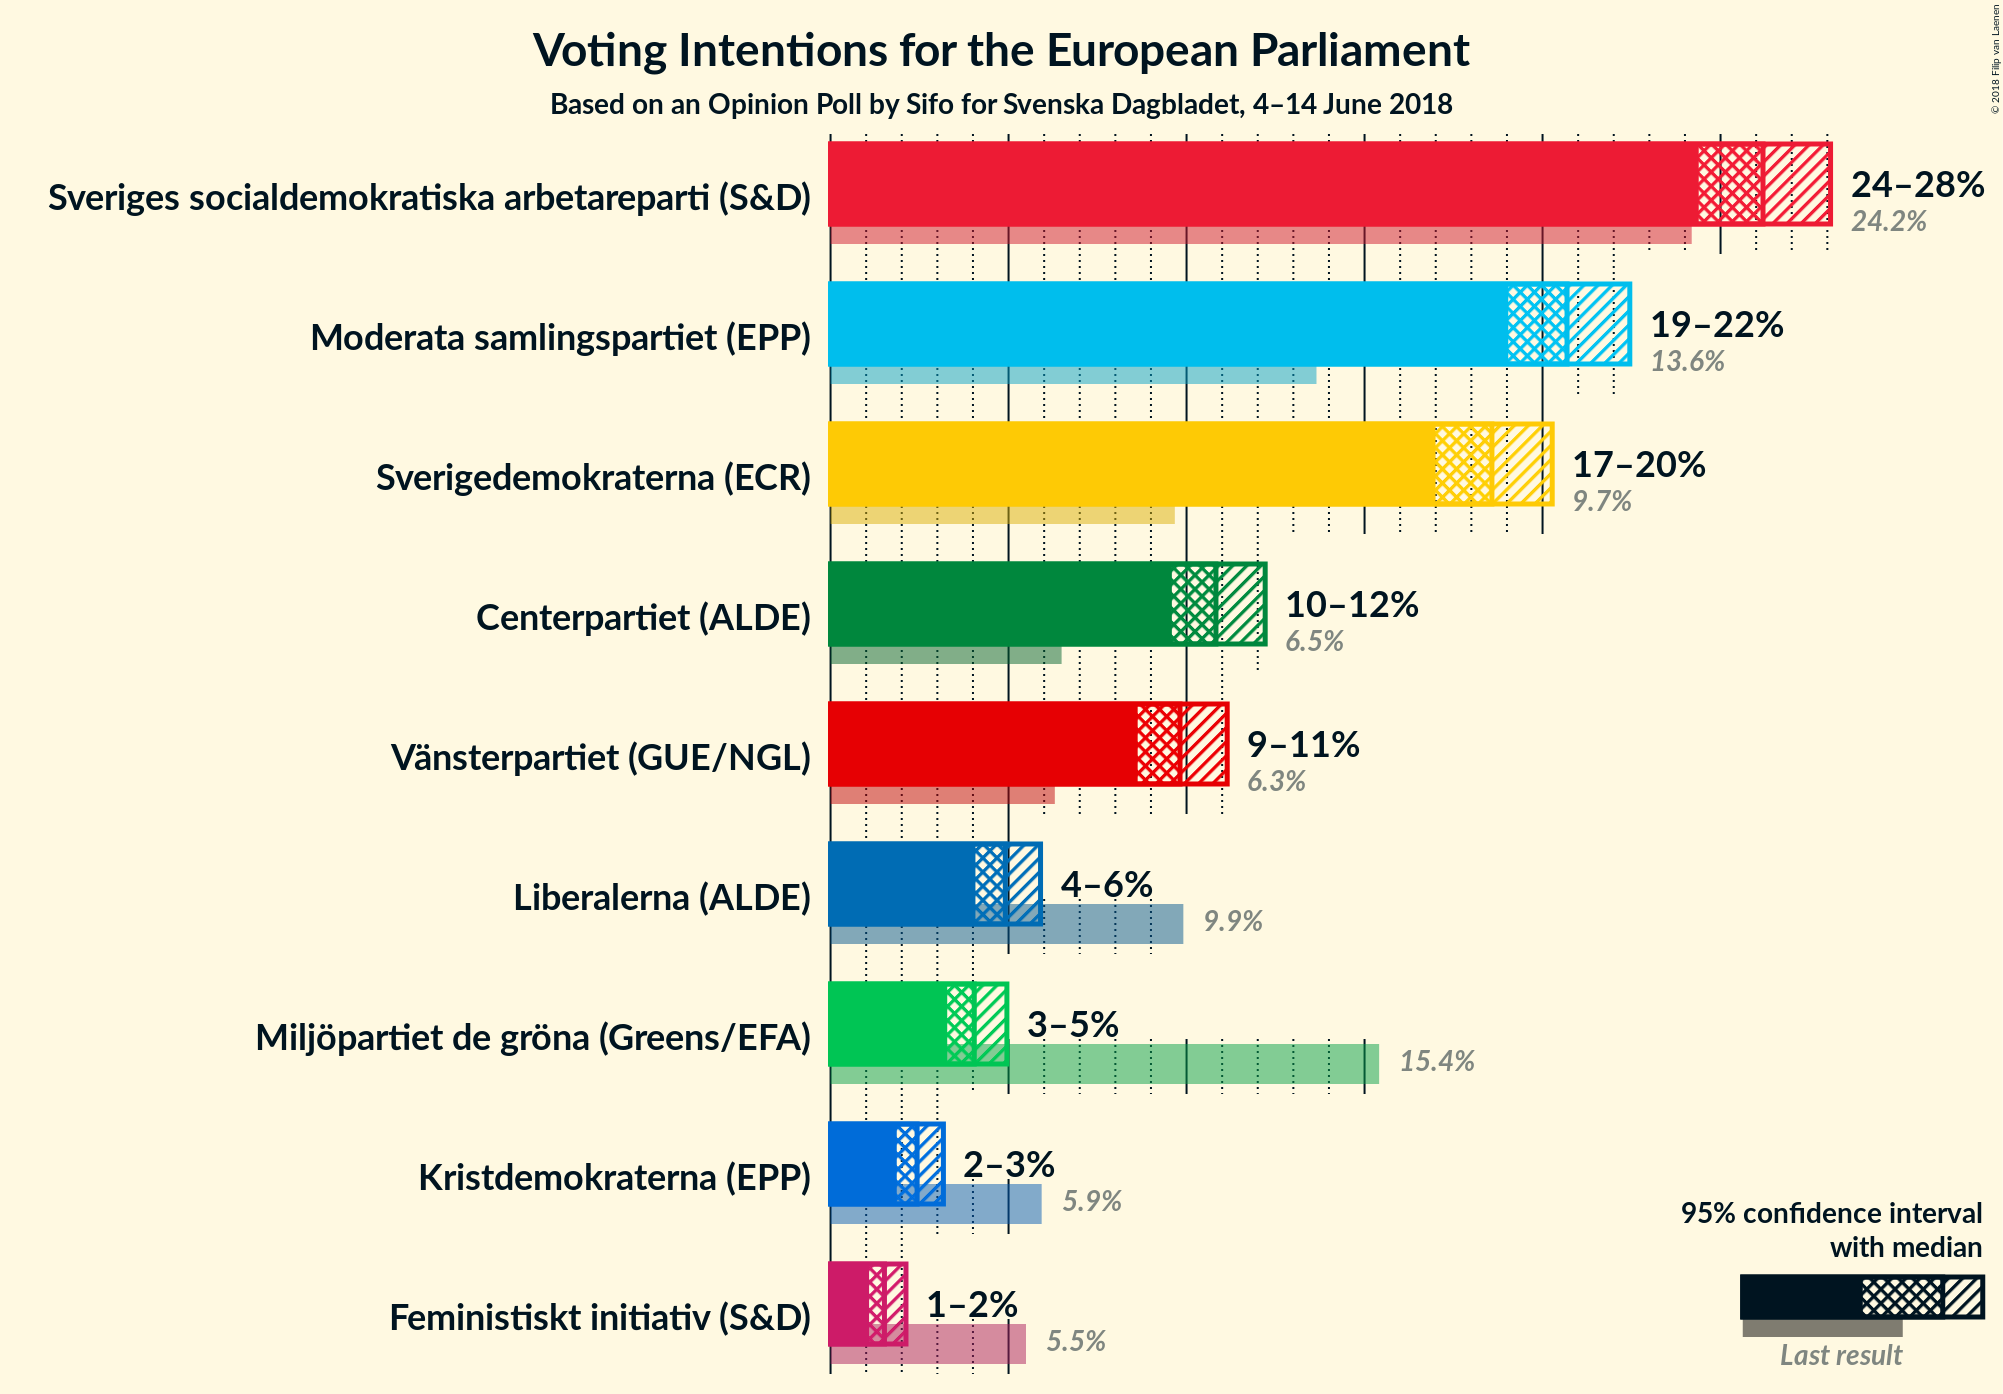 Voting Intentions for the European Parliament
Based on an Opinion Poll by Sifo for Svenska Dagbladet, 4–14 June 2018
© 2018 Filip van Laenen
Sveriges socialdemokratiska arbetareparti (S&D)
24–28%
24.2%
Moderata samlingspartiet (EPP)
19–22%
13.6%
Sverigedemokraterna (ECR)
17–20%
9.7%
Centerpartiet (ALDE)
10–12%
6.5%
Vänsterpartiet (GUE/NGL)
9–11%
6.3%
Liberalerna (ALDE)
4–6%
9.9%
Miljöpartiet de gröna (Greens/EFA)
3–5%
15.4%
Kristdemokraterna (EPP)
2–3%
5.9%
Feministiskt initiativ (S&D)
1–2%
5.5%
95% confidence interval
with median
Last result